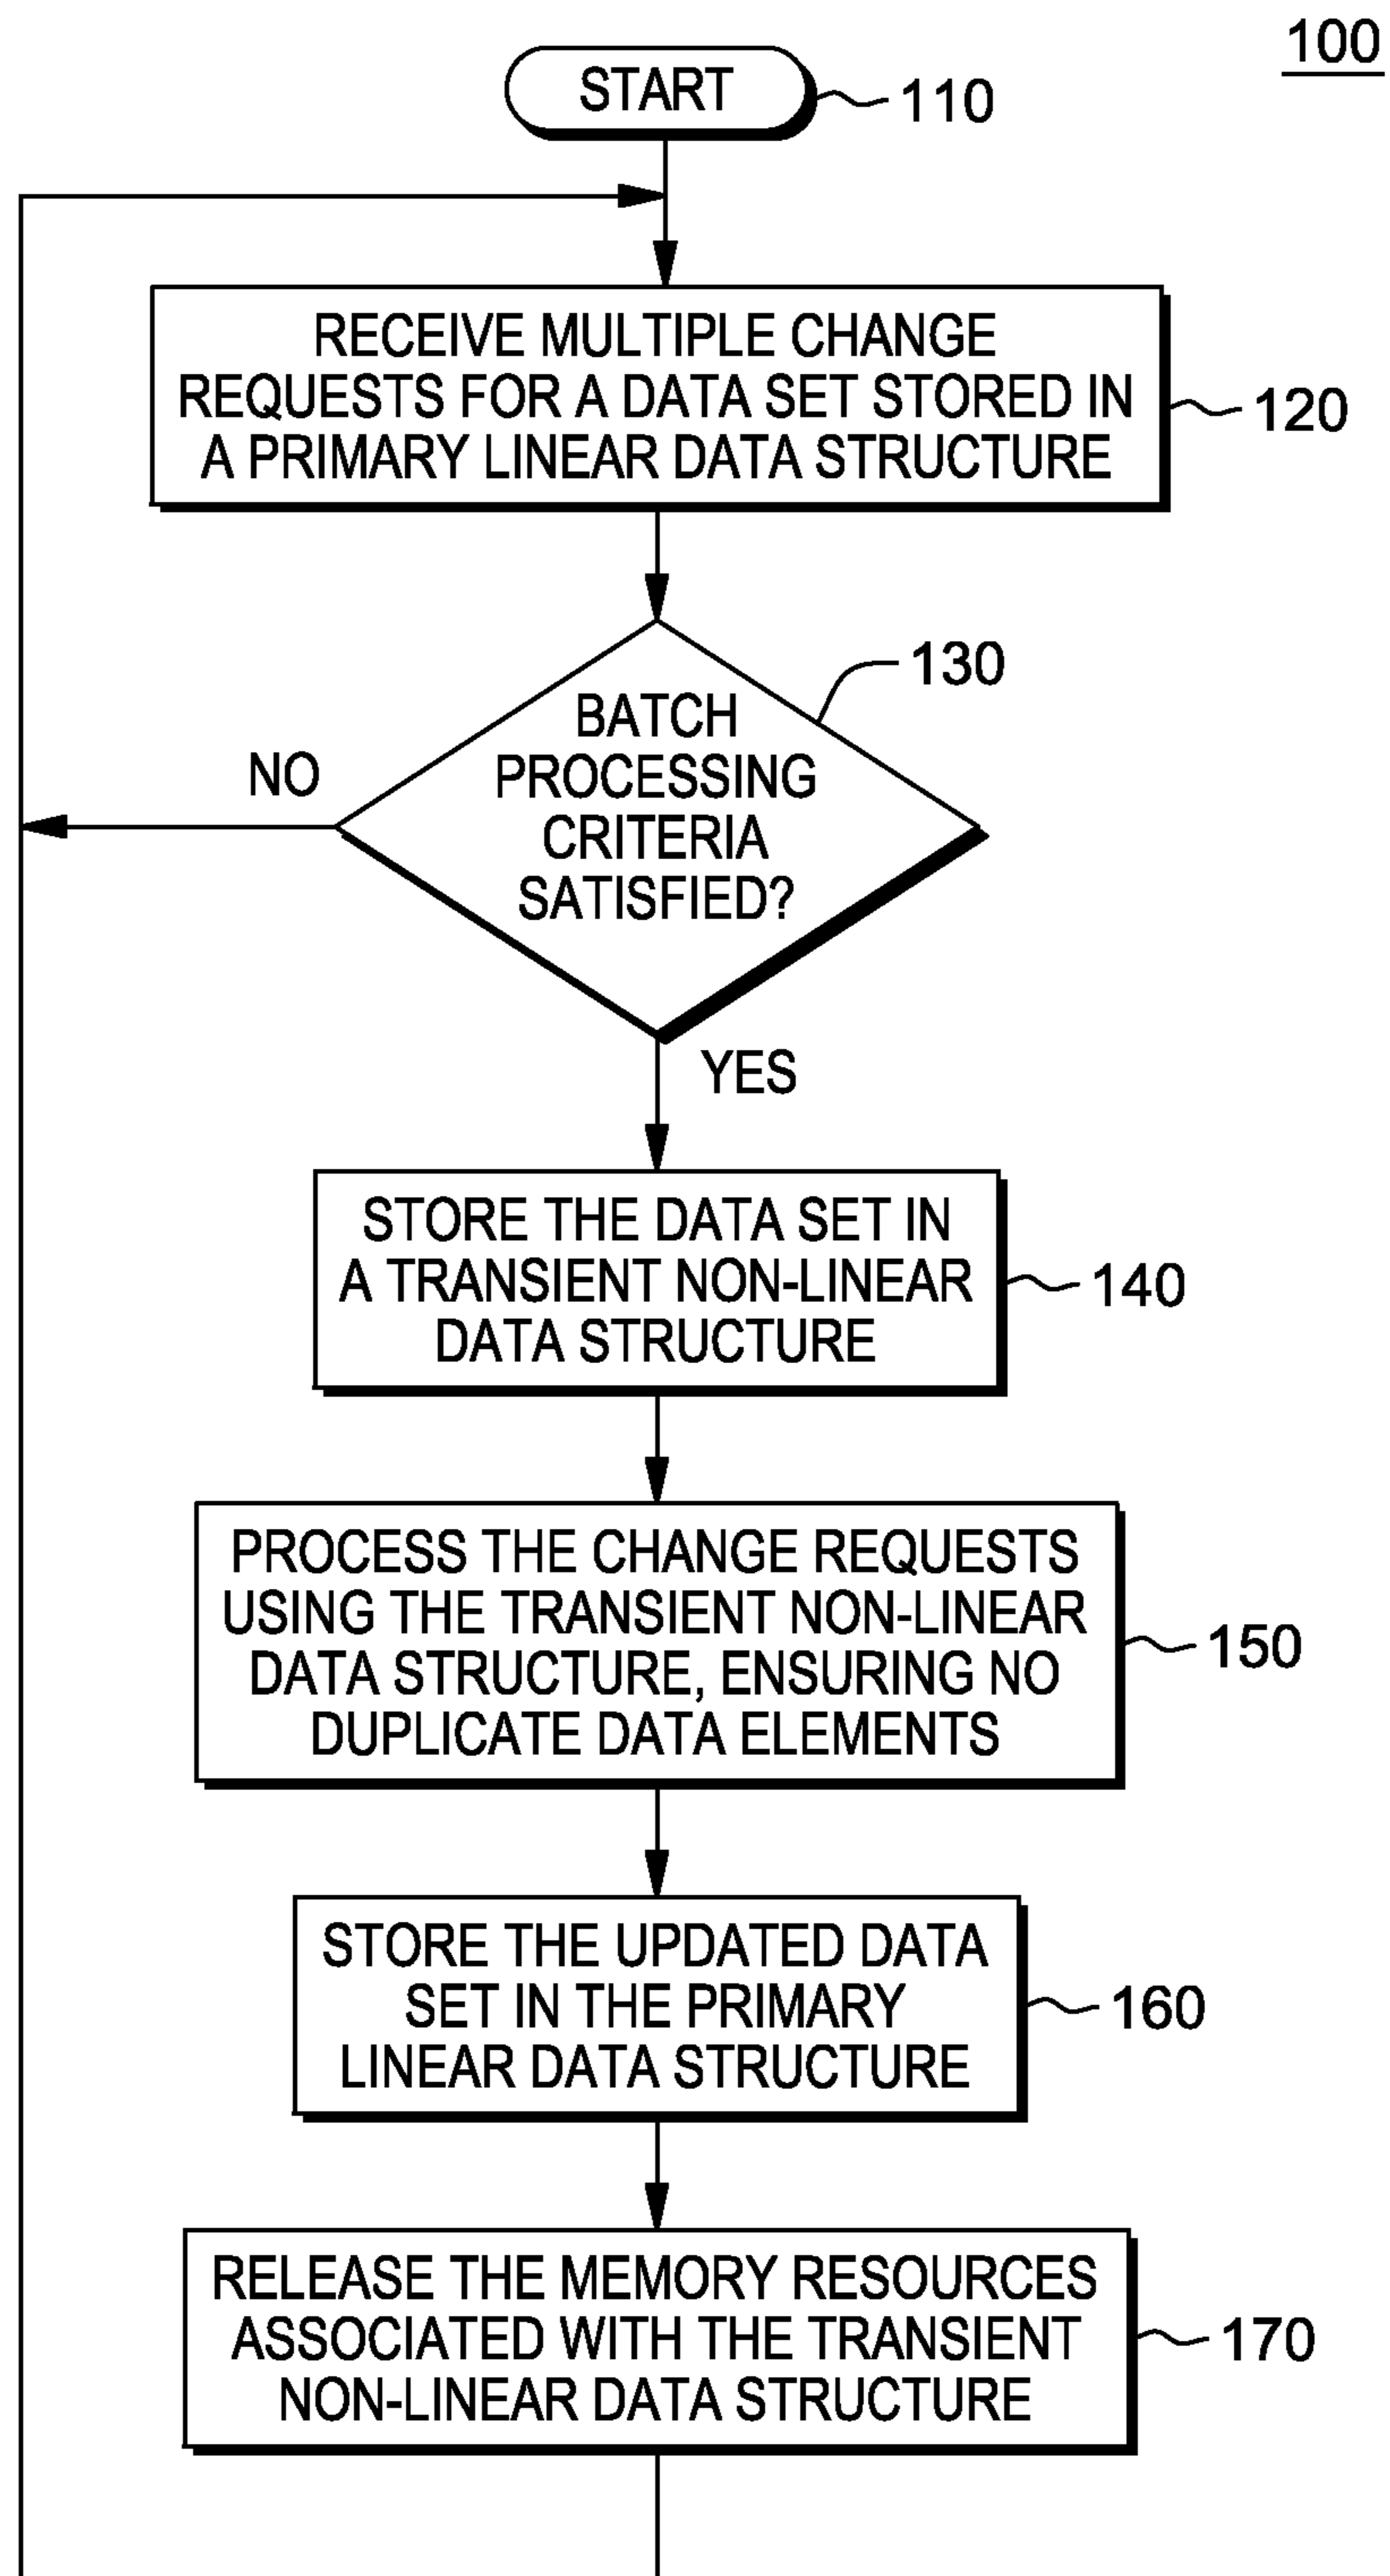 100
START
110
RECEIVE MULTIPLE CHANGE
REQUESTS FOR A DATA SET STORED IN
A PRIMARY LINEAR DATA STRUCTURE
120
130
BATCH
PROCESSING
CRITERIA
SATISFIED?
NO
YES
STORE THE DATA SET IN
A TRANSIENT NON-LINEAR
DATA STRUCTURE
140
PROCESS THE CHANGE REQUESTS
USING THE TRANSIENT NON-LINEAR
DATA STRUCTURE, ENSURING NO
DUPLICATE DATA ELEMENTS
150
STORE THE UPDATED DATA
SET IN THE PRIMARY
LINEAR DATA STRUCTURE
160
RELEASE THE MEMORY RESOURCES
ASSOCIATED WITH THE TRANSIENT
NON-LINEAR DATA STRUCTURE
170